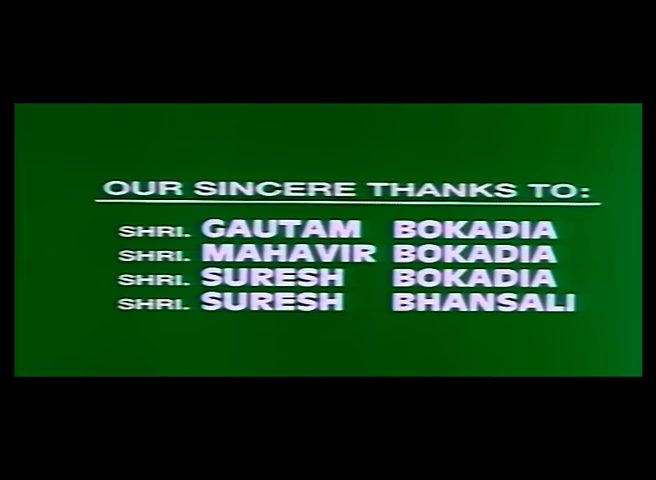 OUR SINCERE THANKS TO:
SHRI. GAUTAM BOKADIA
SHRI. MAHAVIR BOKADIA
SHRI. SURESH BOKADIA
SHRI. SURESH BHANSALI